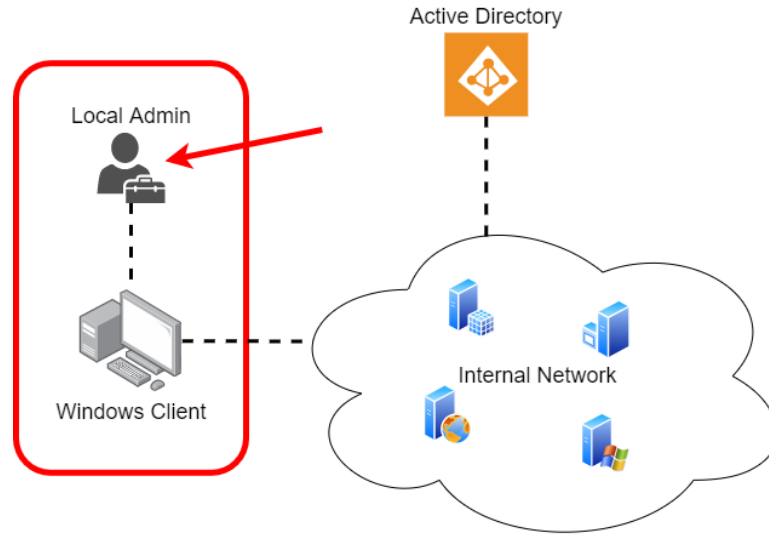 Active Directory
Local Admin
Internal Network
Windows Client